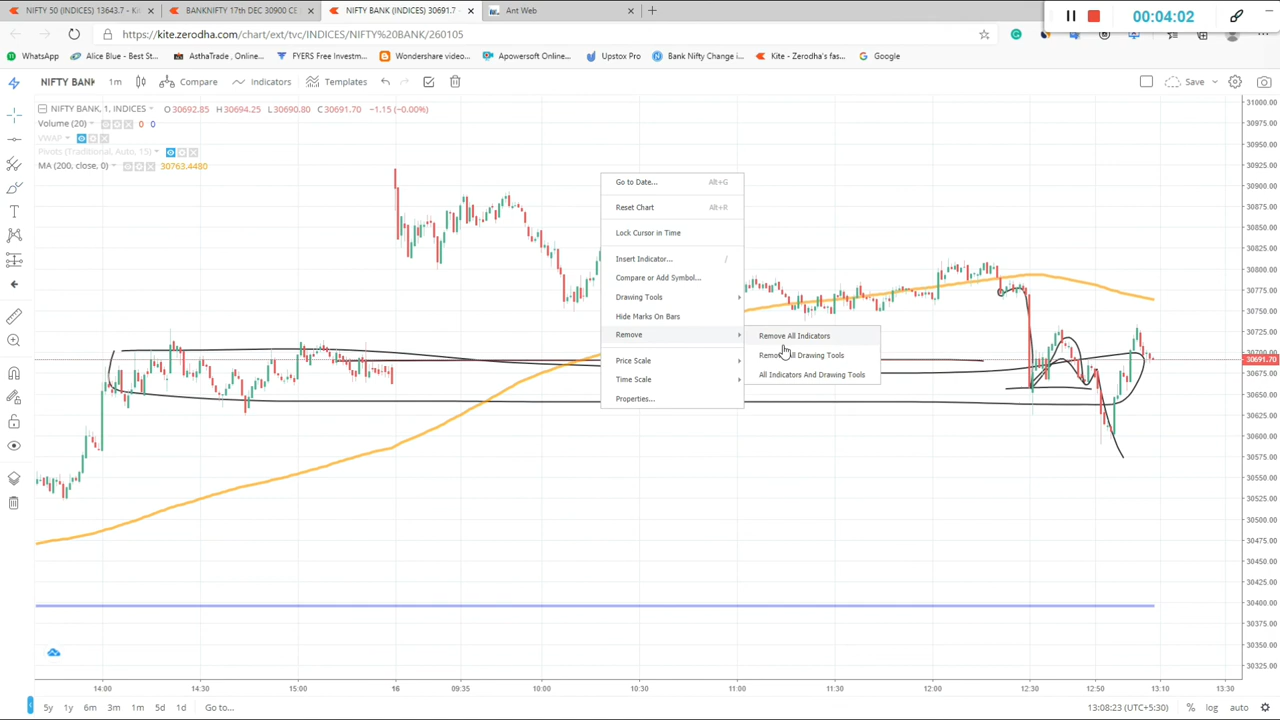 NIFTY 50 (INDICES) 13643.7 - Ki
BANKNIFTY 17th DEC 30900 CE
NIFTY BANK (INDICES) 30691.7 -
Ant Web
00:04:02
https://kite.zerodha.com/chart/ext/tvc/INDICES/NIFTY%20BANK/260105
WhatsApp
Alice Blue - Best St...
AsthaTrade , Online...
FYERS Free Investm...
Wondershare video...
Apowersoft Online...
Upstox Pro
Bank Nifty Change i...
Kite - Zerodha's fas...
Google
NIFTY BANK
1m
Compare
Indicators
Templates
Save
NIFTY BANK, 1, INDICES O30692.85 H30694.25 L30690.80 C30691.70 −1.15 (−0.00%)
Volume (20) 0 0
VWAP
Pivots (Traditional, Auto, 15)
MA (200, close, 0) 30763.4480
Go to Date... Alt+G
Reset Chart Alt+R
Lock Cursor in Time
Insert Indicator... /
Compare or Add Symbol...
Drawing Tools
Hide Marks On Bars
Remove
Price Scale
Time Scale
Properties...
Remove All Indicators
All Drawing Tools
All Indicators And Drawing Tools
31000.00
30975.00
30950.00
30925.00
30900.00
30875.00
30850.00
30825.00
30800.00
30775.00
30750.00
30725.00
30691.70
30675.00
30650.00
30625.00
30600.00
30575.00
30550.00
30525.00
30500.00
30475.00
30450.00
30425.00
30400.00
30375.00
30350.00
30325.00
14:00 14:30 15:00 16 09:35 10:00 10:30 11:00 11:30 12:00 12:30 12:50 13:10 13:30
5y 1y 6m 3m 1m 5d 1d Go to...
13:08:23 (UTC+5:30) % log auto